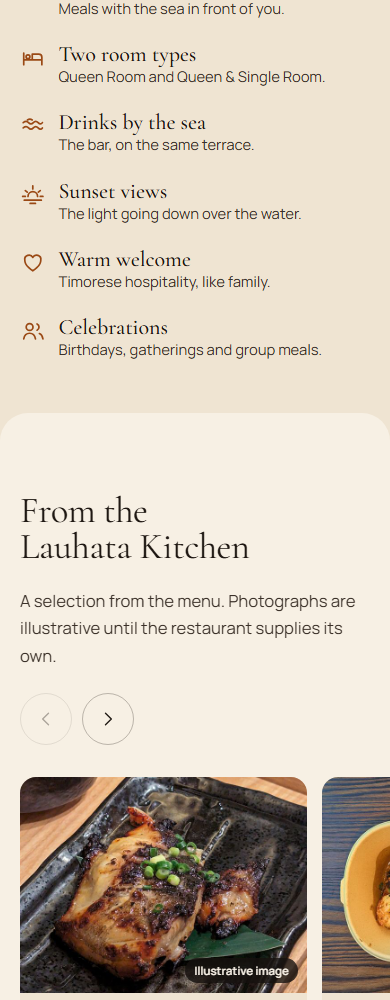 Meals with the sea in front of you.
Two room types
Queen Room and Queen & Single Room.
Drinks by the sea
The bar, on the same terrace.
Sunset views
The light going down over the water.
Warm welcome
Timorese hospitality, like family.
Celebrations
Birthdays, gatherings and group meals.
From the
Lauhata Kitchen
A selection from the menu. Photographs are
illustrative until the restaurant supplies its
own.
Illustrative image